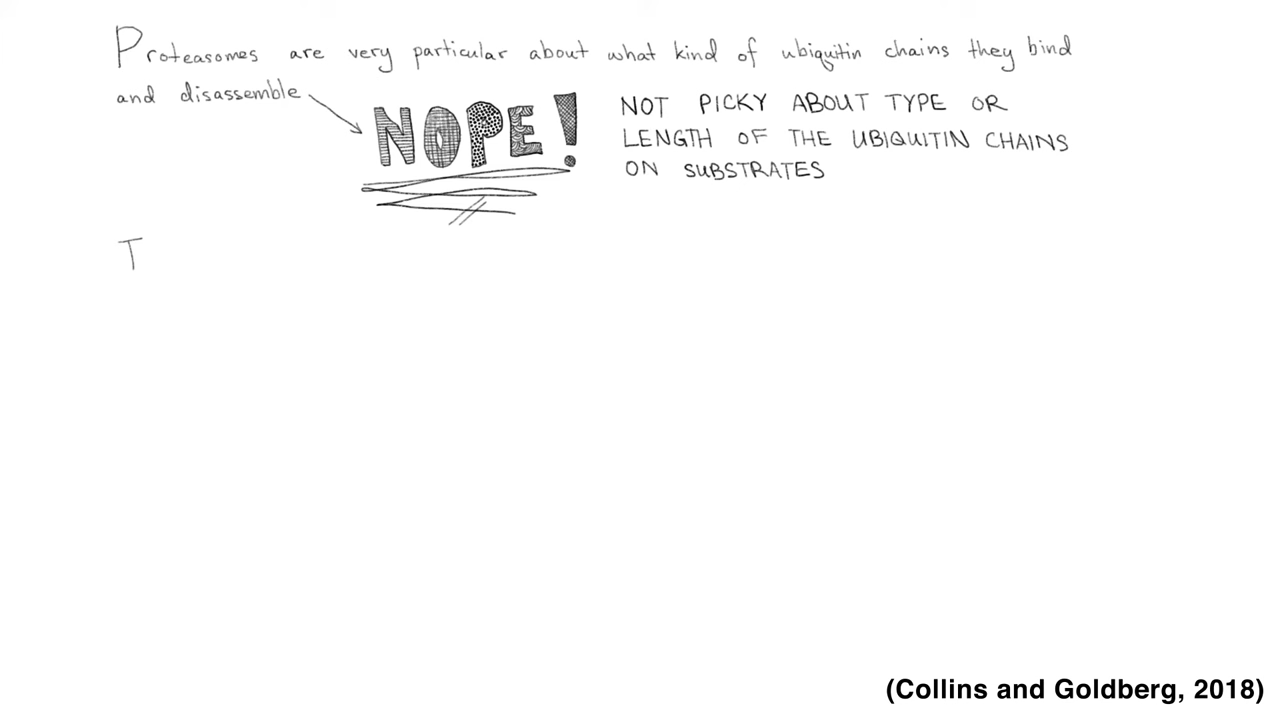 Proteasomes are very particular about what kind of ubiquitin chains they bind
and disassemble
NOPE!
NOT PICKY ABOUT TYPE OR
LENGTH OF THE UBIQUITIN CHAINS
ON SUBSTRATES
T
(Collins and Goldberg, 2018)